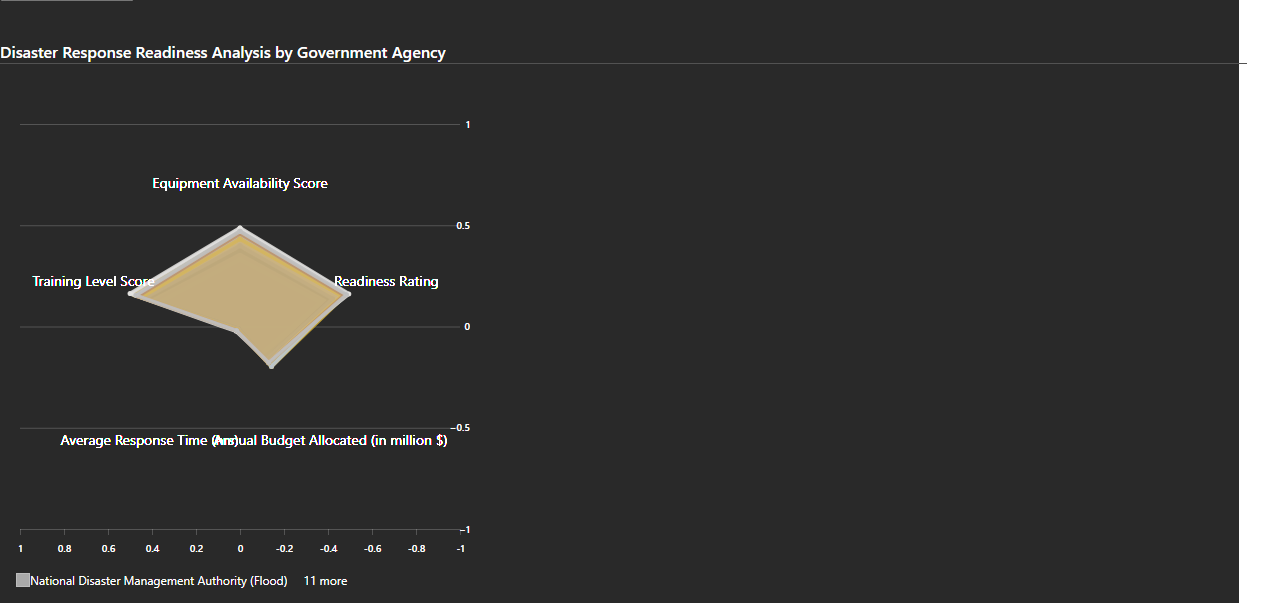 Disaster Response Readiness Analysis by Government Agency
1
Equipment Availability Score
0.5
Training Level Score
Readiness Rating
0
-0.5
Average Response Time (hrs)
Annual Budget Allocated (in million $)
-1
1 0.8 0.6 0.4 0.2 0 -0.2 -0.4 -0.6 -0.8 -1
National Disaster Management Authority (Flood) 11 more